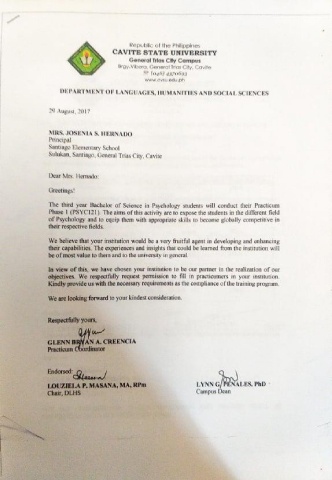 Republic of the Philippines
CAVITE STATE UNIVERSITY
General Trias City Campus
Brgy. Vibora, General Trias City, Cavite
www.cvsu.edu.ph
DEPARTMENT OF LANGUAGES, HUMANITIES AND SOCIAL SCIENCES
29 August, 2017
MRS. JOSENIA S. HERNADO
Principal
Santiago Elementary School
Sulukan, Santiago, General Trias City, Cavite
Dear Mrs. Hernado:
Greetings!
The third year Bachelor of Science in Psychology students will conduct their Practicum
Phase I (PSYC121). The aims of this activity are to expose the students in the different field
of Psychology and to equip them with appropriate skills to become globally competitive in
their respective fields.
We believe that your institution would be a very fruitful agent in developing and enhancing
their capabilities. The experiences and insights that could be learned from the institution will
be of most value to them and to the university in general.
In view of this, we have chosen your institution to be our partner in the realization of our
objectives. We respectfully request permission to fill in practicumers in your institution.
Kindly provide us with the necessary requirements as the compliance of the training program.
We are looking forward to your kindest consideration.
Respectfully yours,
GLENN BRYAN A. CREENCIA
Practicum Coordinator
Endorsed:
LOUZIELA P. MASANA, MA, RPm
Chair, DLHS
LYNN G. PENALES, PhD
Campus Dean